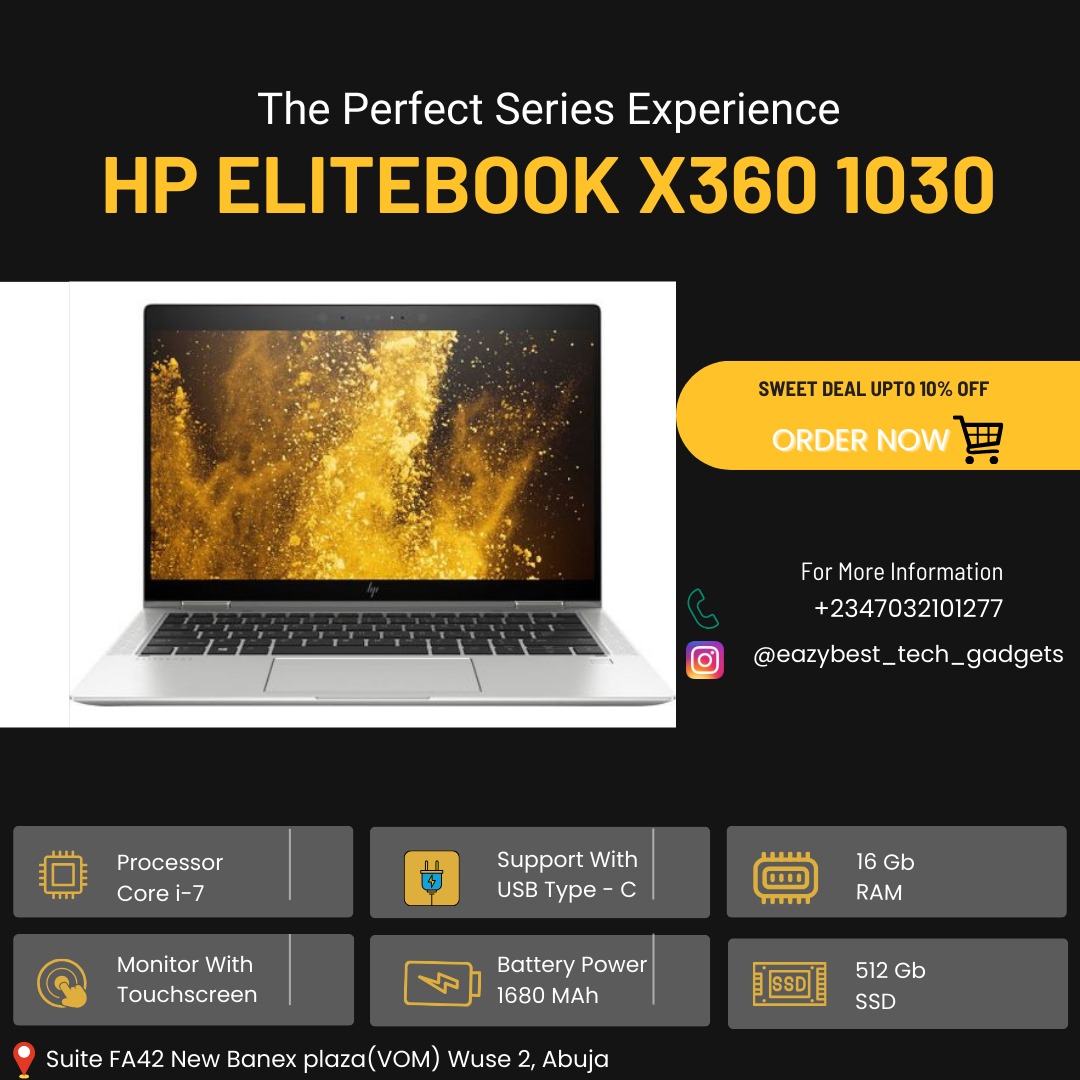 The Perfect Series Experience
HP ELITEBOOK X360 1030
SWEET DEAL UPTO 10% OFF
ORDER NOW
For More Information
+2347032101277
@eazybest_tech_gadgets
hp
Processor
Core i-7
Support With
USB Type - C
16 Gb
RAM
Monitor With
Touchscreen
Battery Power
1680 MAh
SSD
512 Gb
SSD
Suite FA42 New Banex plaza(VOM) Wuse 2, Abuja